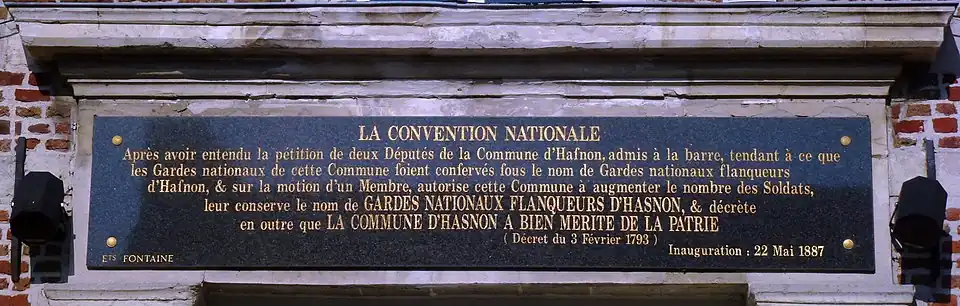 LA CONVENTION NATIONALE
Après avoir entendu la pétition de deux Députés de la Commune d'Hafnon, admis à la barre, tendant à ce que
les Gardes nationaux de cette Commune foient confervés fous le nom de Gardes nationaux flanqueurs
d'Hafnon, & sur la motion d'un Membre, autorise cette Commune à augmenter le nombre des Soldats,
leur conserve le nom de GARDES NATIONAUX FLANQUEURS D'HASNON, & décrète
en outre que LA COMMUNE D'HASNON A BIEN MERITE DE LA PATRIE
( Décret du 3 Février 1793 )
Inauguration : 22 Mai 1887
ETS FONTAINE